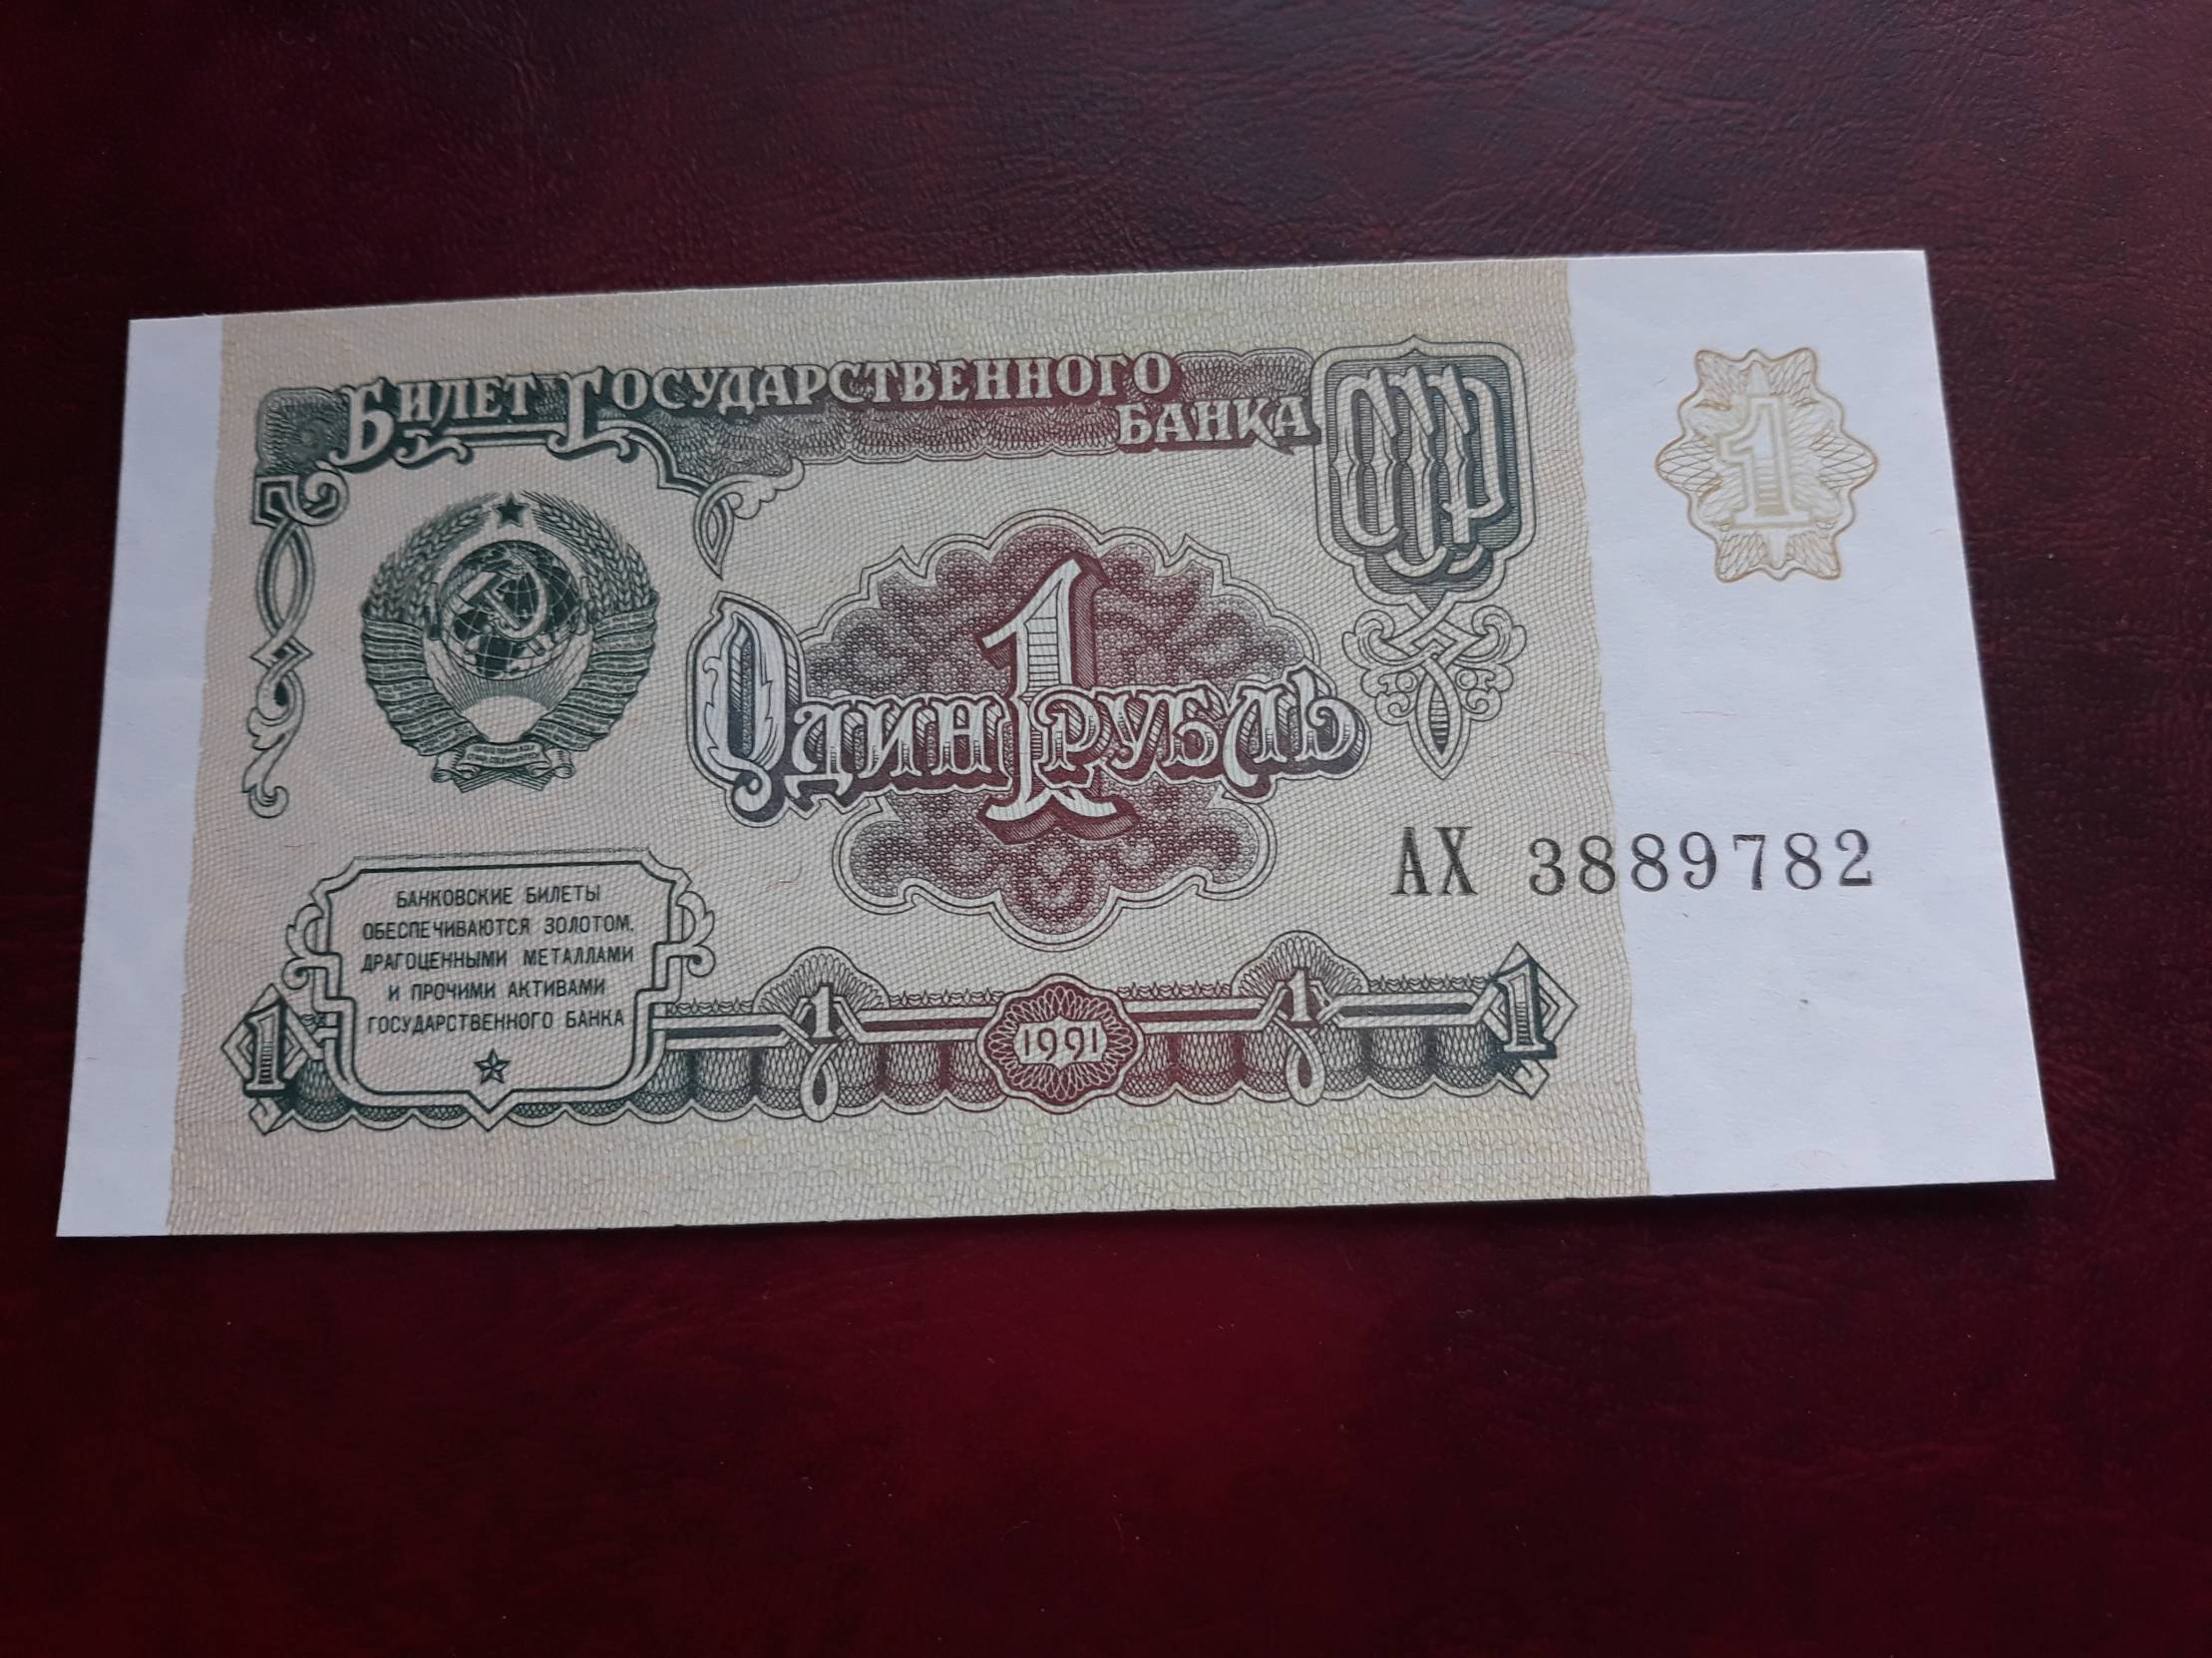 БИЛЕТ ГОСУДАРСТВЕННОГО
БАНКА
СССР
1
1
ОДИН РУБЛЬ
АХ 3889782
БАНКОВСКИЕ БИЛЕТЫ
ОБЕСПЕЧИВАЮТСЯ ЗОЛОТОМ,
ДРАГОЦЕННЫМИ МЕТАЛЛАМИ
И ПРОЧИМИ АКТИВАМИ
ГОСУДАРСТВЕННОГО БАНКА
1 1 1991 1 1